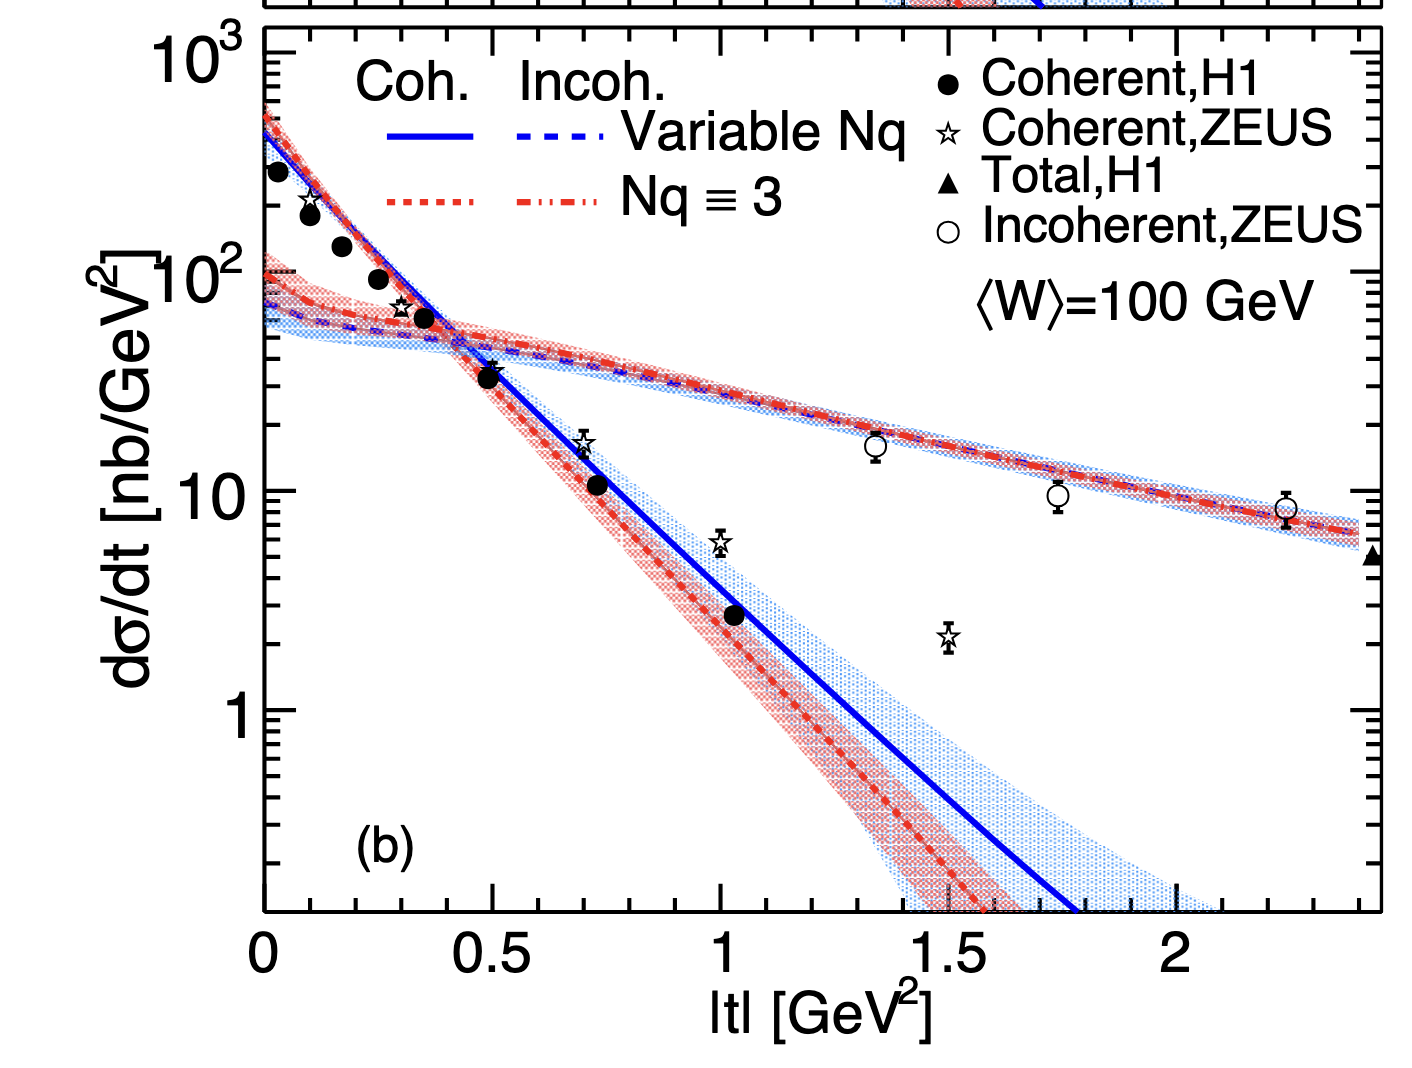 10³
Coh. Incoh.
Variable Nq
Nq ≡ 3
Coherent,H1
Coherent,ZEUS
Total,H1
Incoherent,ZEUS
⟨W⟩=100 GeV
10²
10
1
dσ/dt [nb/GeV²]
(b)
0 0.5 1 1.5 2
|t| [GeV²]